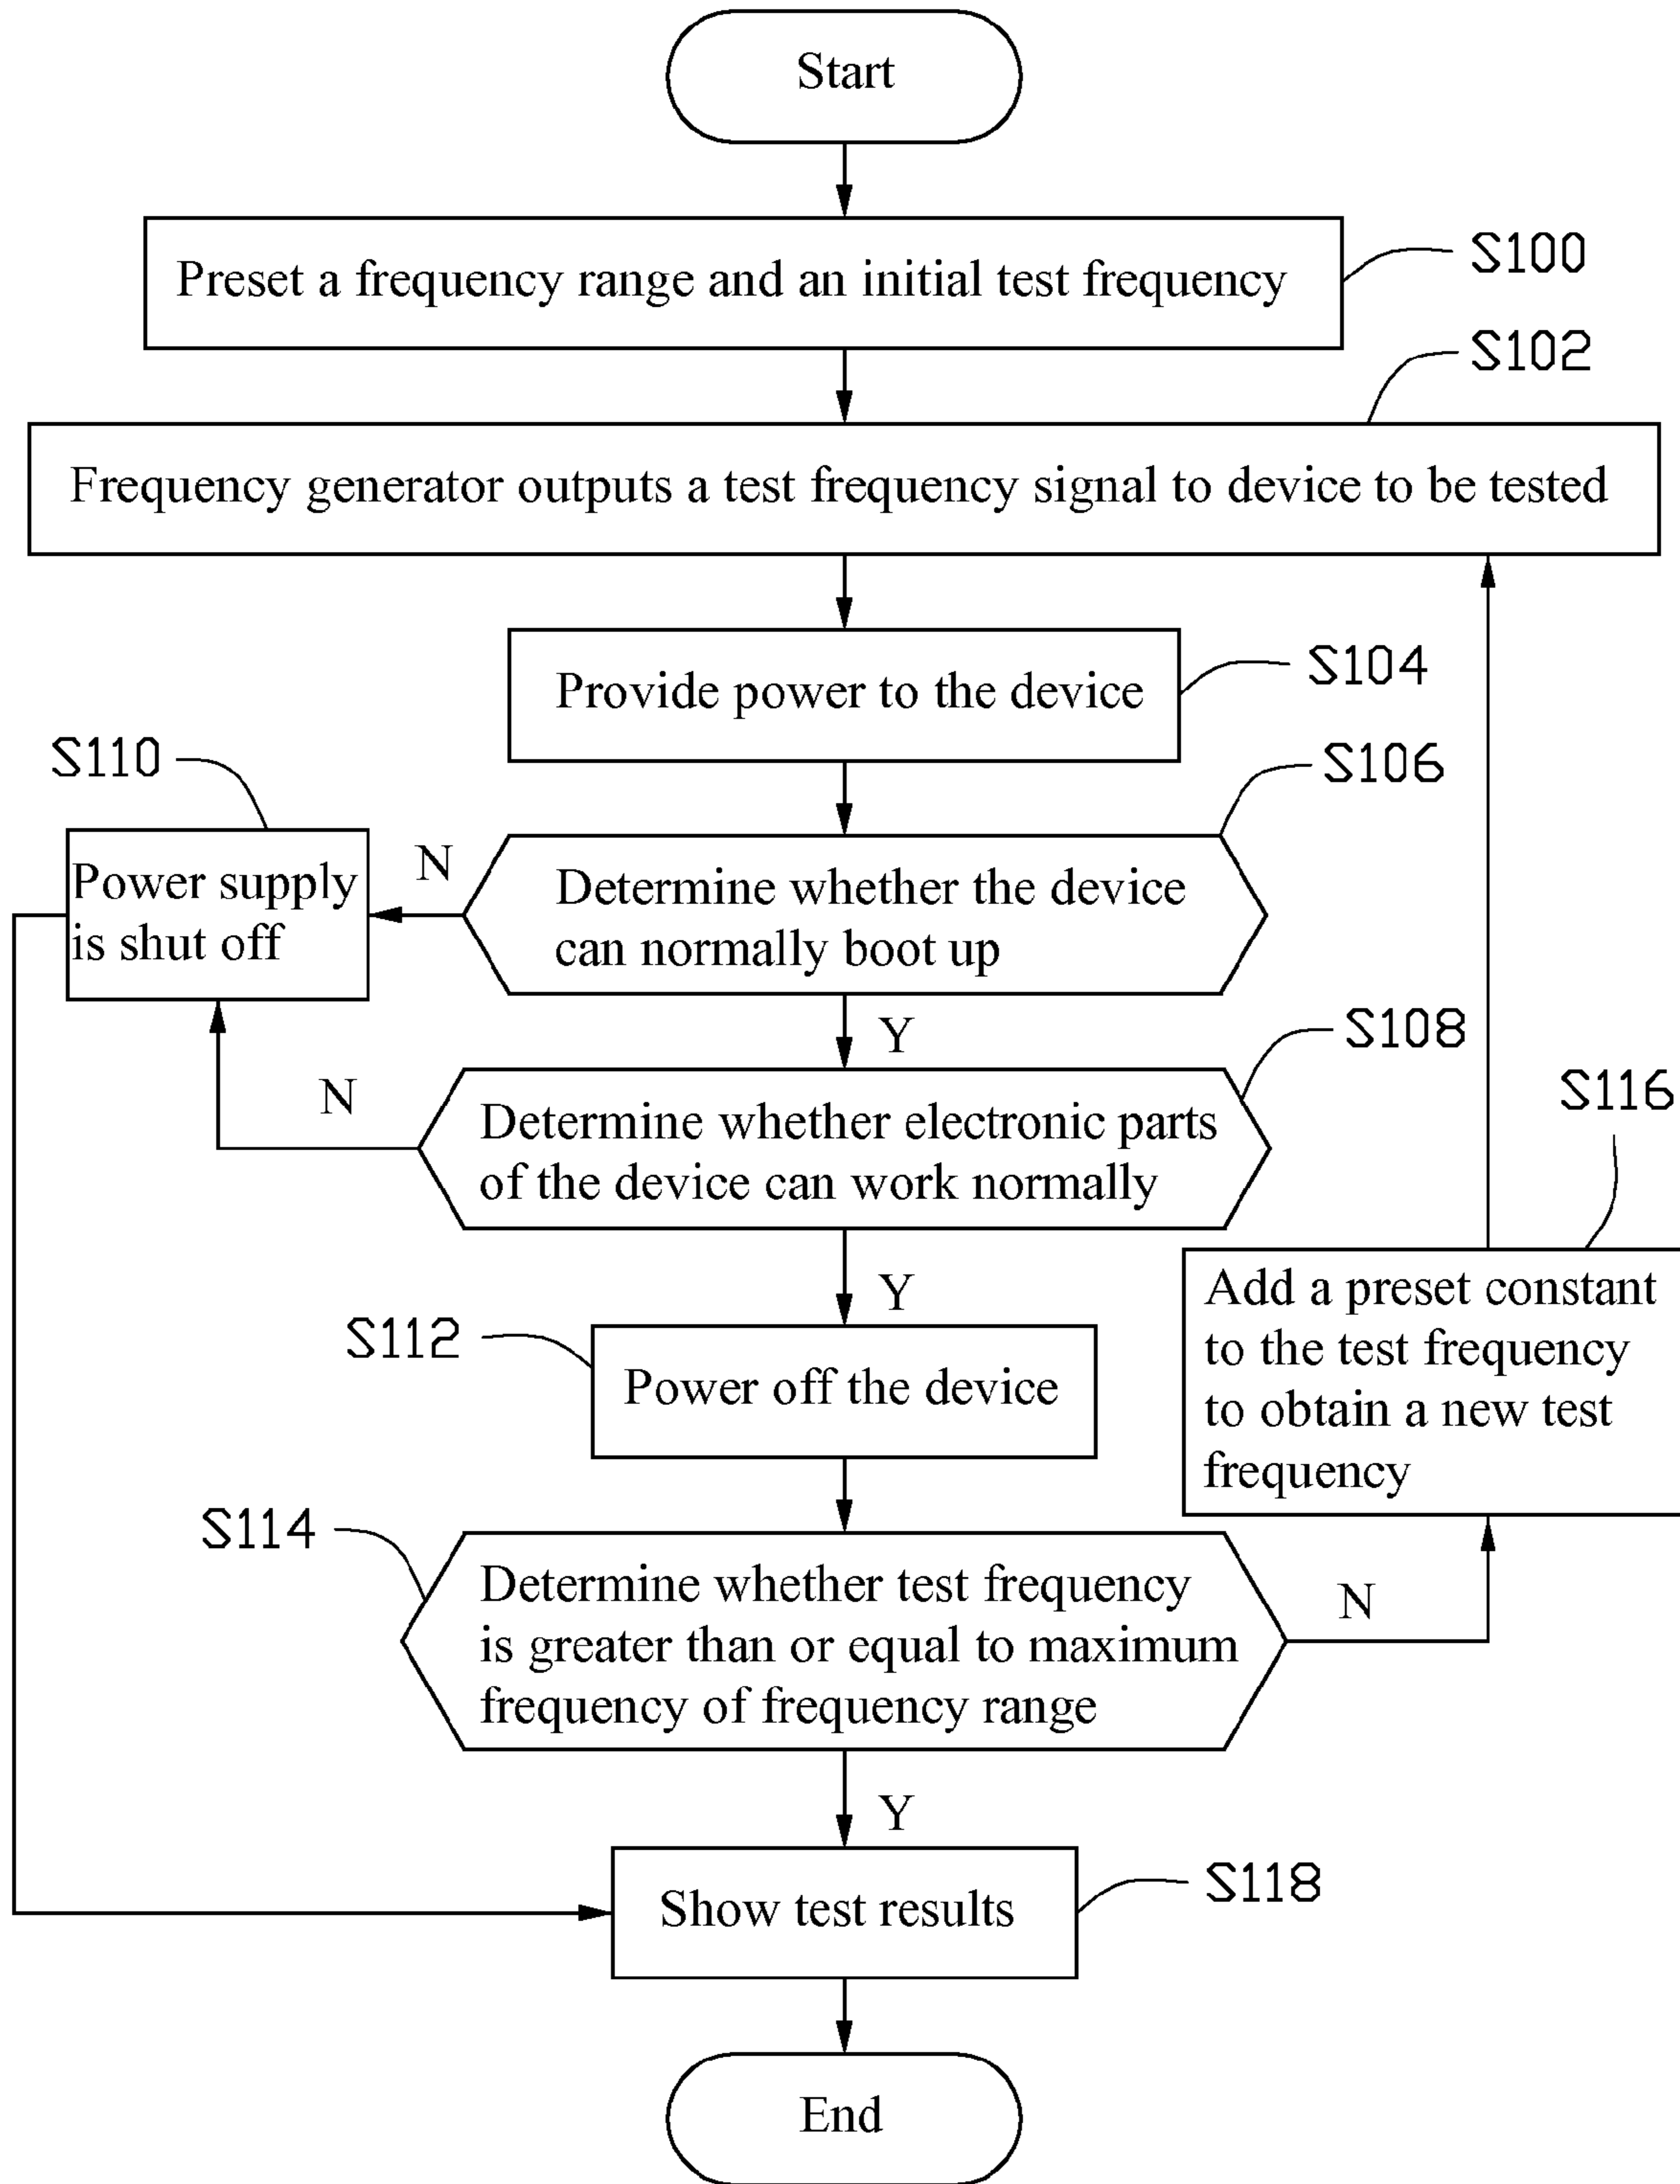 Start
Preset a frequency range and an initial test frequency
S100
S102
Frequency generator outputs a test frequency signal to device to be tested
Provide power to the device
S104
S110
S106
Power supply
is shut off
N
Determine whether the device
can normally boot up
Y
S108
N
Determine whether electronic parts
of the device can work normally
S116
Y
Add a preset constant
to the test frequency
to obtain a new test
frequency
S112
Power off the device
S114
Determine whether test frequency
is greater than or equal to maximum
frequency of frequency range
N
Y
Show test results
S118
End